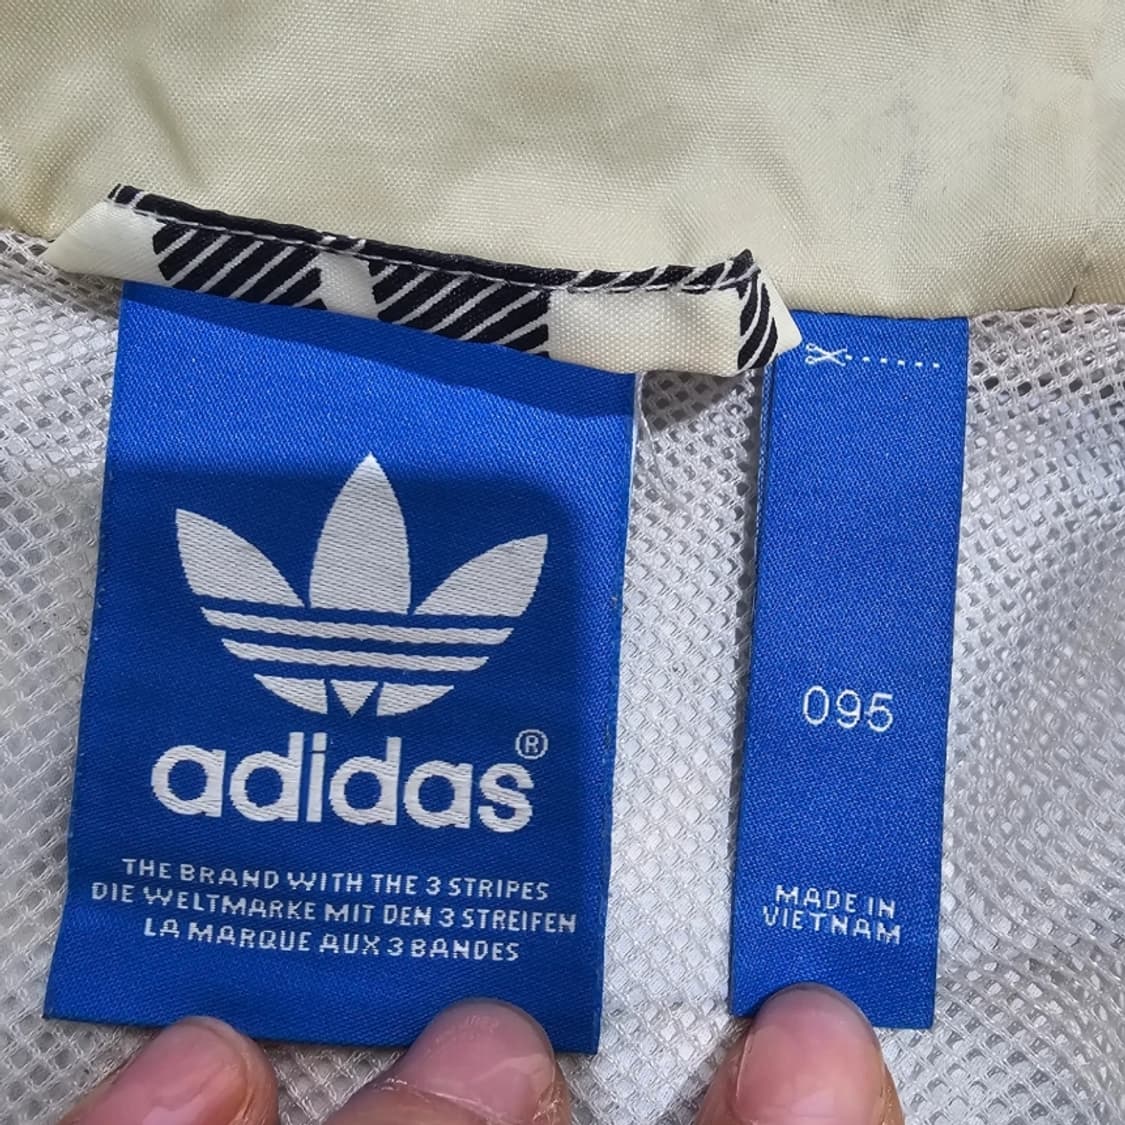 adidas®
THE BRAND WITH THE 3 STRIPES
DIE WELTMARKE MIT DEN 3 STREIFEN
LA MARQUE AUX 3 BANDES
095
MADE IN
VIETNAM